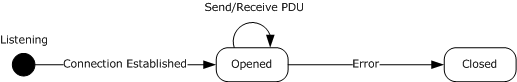 Send/Receive PDU
Listening
Connection Established
Opened
Error
Closed